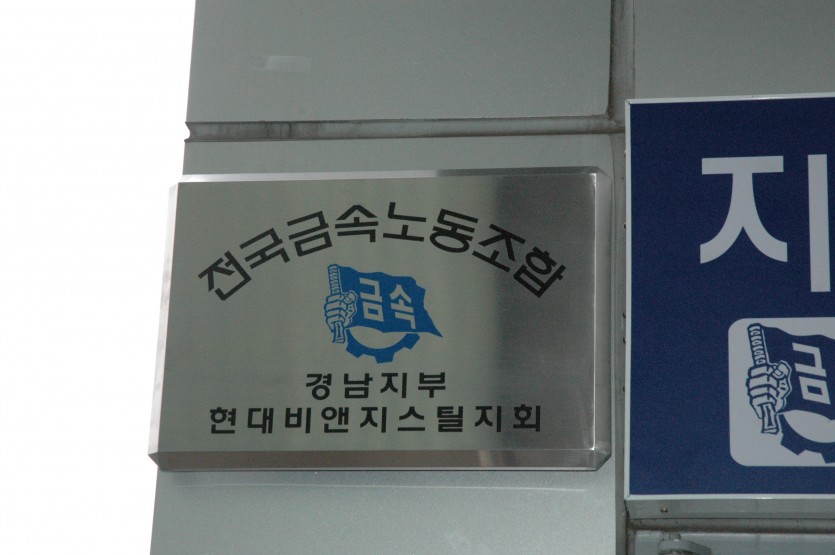 전국금속노동조합
금속
경남지부
현대비앤지스틸지회
지
금